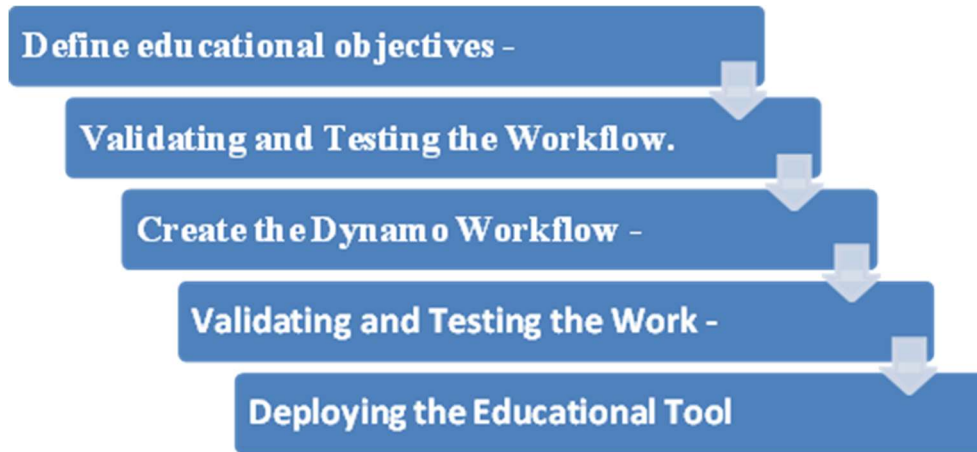 Define educational objectives -
Validating and Testing the Workflow.
Create the Dynamo Workflow -
Validating and Testing the Work -
Deploying the Educational Tool